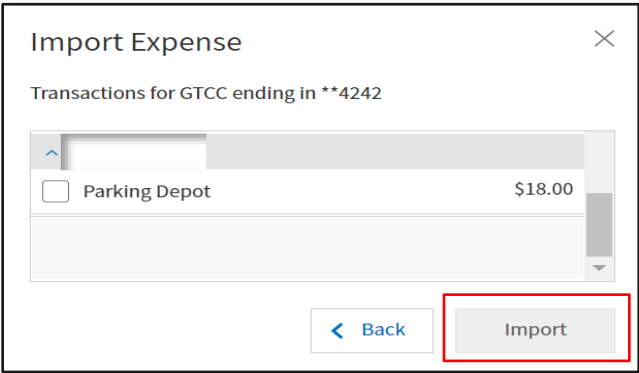 Import Expense
Transactions for GTCC ending in **4242
Parking Depot $18.00
Back Import